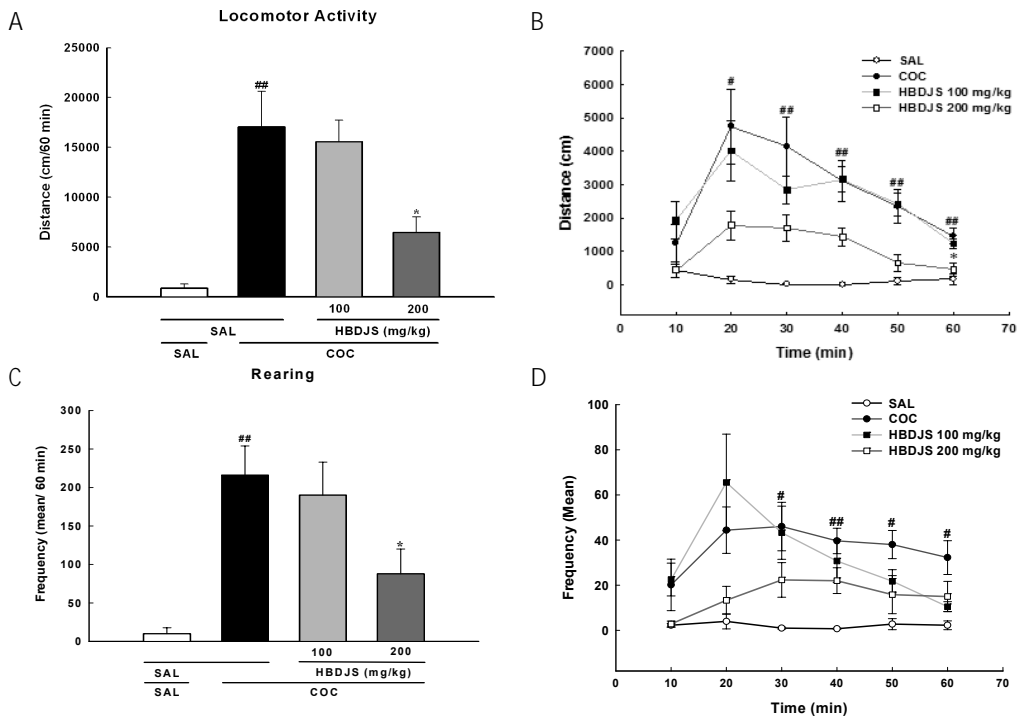 A
Locomotor Activity
25000
20000
15000
10000
5000
0
Distance (cm/60 min)
##
*
100 200
SAL HBDJS (mg/kg)
SAL COC
B
7000
6000
5000
4000
3000
2000
1000
0
Distance (cm)
SAL
COC
HBDJS 100 mg/kg
HBDJS 200 mg/kg
#
##
##
##
##
*
0 10 20 30 40 50 60 70
Time (min)
C
Rearing
300
250
200
150
100
50
0
Frequency (mean/ 60 min)
##
*
100 200
SAL HBDJS (mg/kg)
SAL COC
D
100
80
60
40
20
0
Frequency (Mean)
SAL
COC
HBDJS 100 mg/kg
HBDJS 200 mg/kg
#
##
#
#
0 10 20 30 40 50 60 70
Time (min)